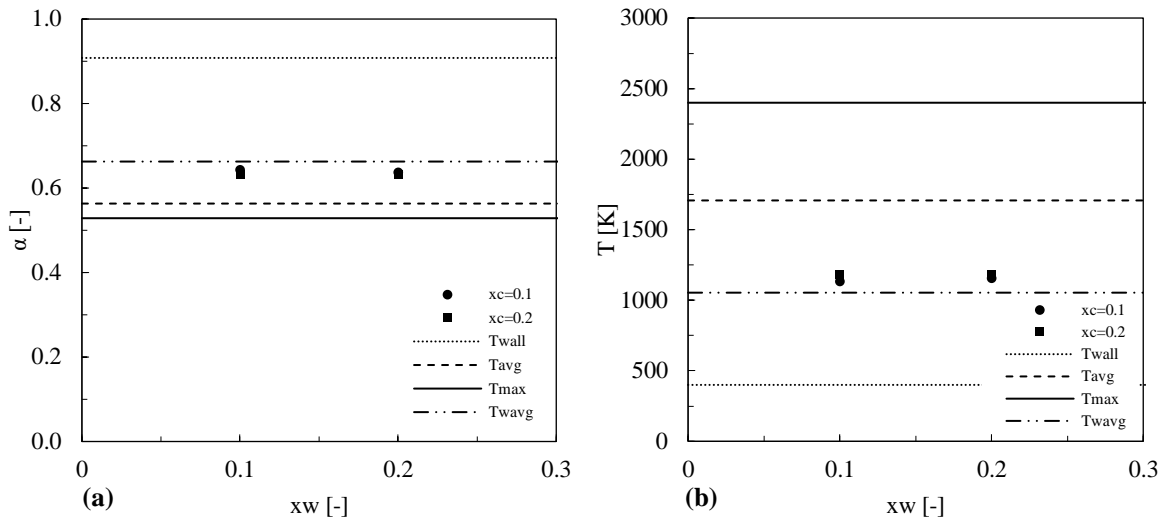 1.0
0.8
0.6
0.4
0.2
0.0
α [-]
0
0.1
0.2
0.3
xw [-]
(a)
xc=0.1
xc=0.2
Twall
Tavg
Tmax
Twavg
3000
2500
2000
1500
1000
500
0
T [K]
0
0.1
0.2
0.3
xw [-]
(b)
xc=0.1
xc=0.2
Twall
Tavg
Tmax
Twavg